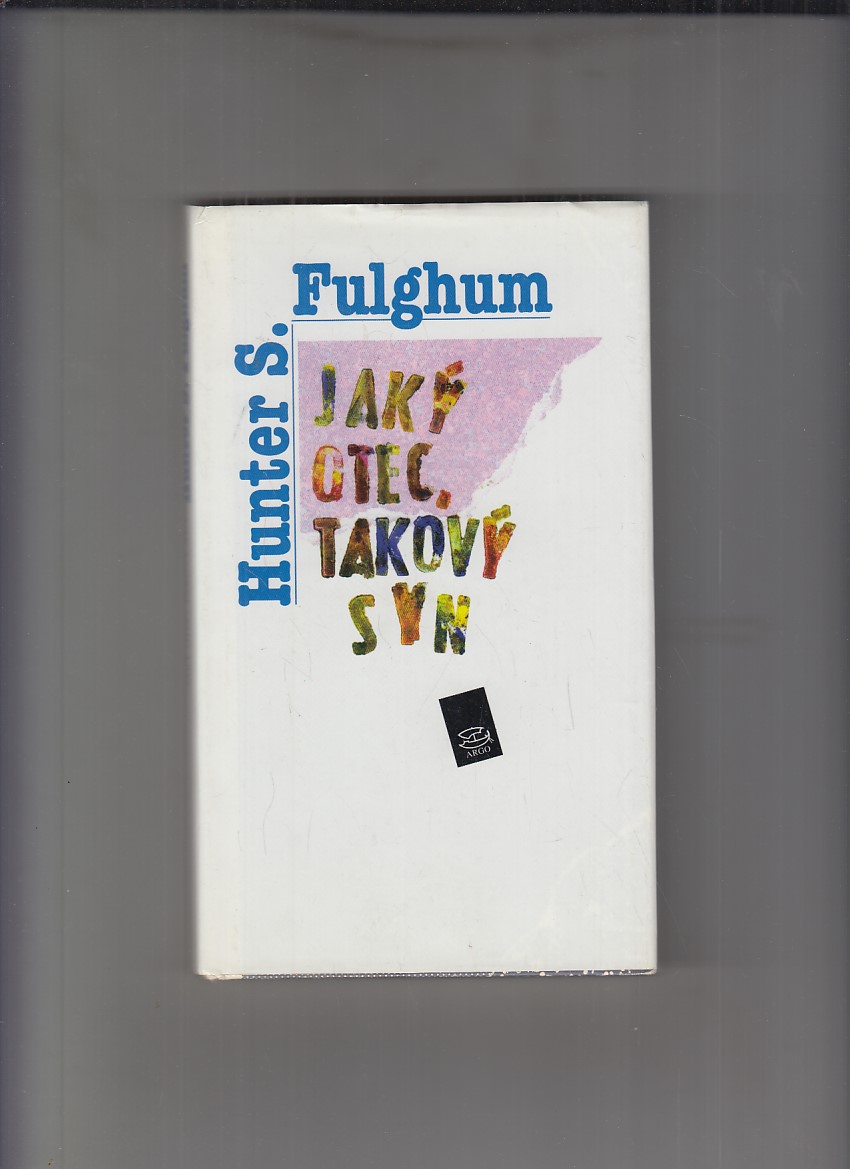 Hunter S.
Fulghum
JAKÝ
OTEC,
TAKOVÝ
SYN
ARGO